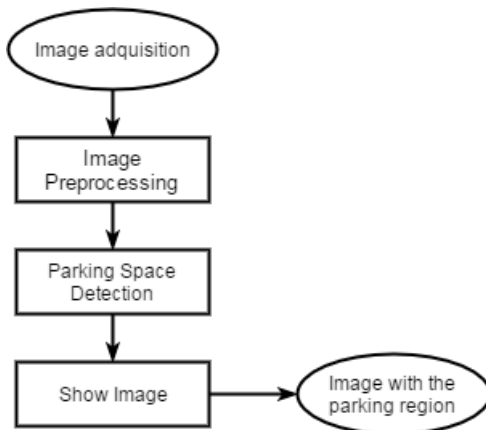 Image adquisition
Image
Preprocessing
Parking Space
Detection
Show Image
Image with the
parking region